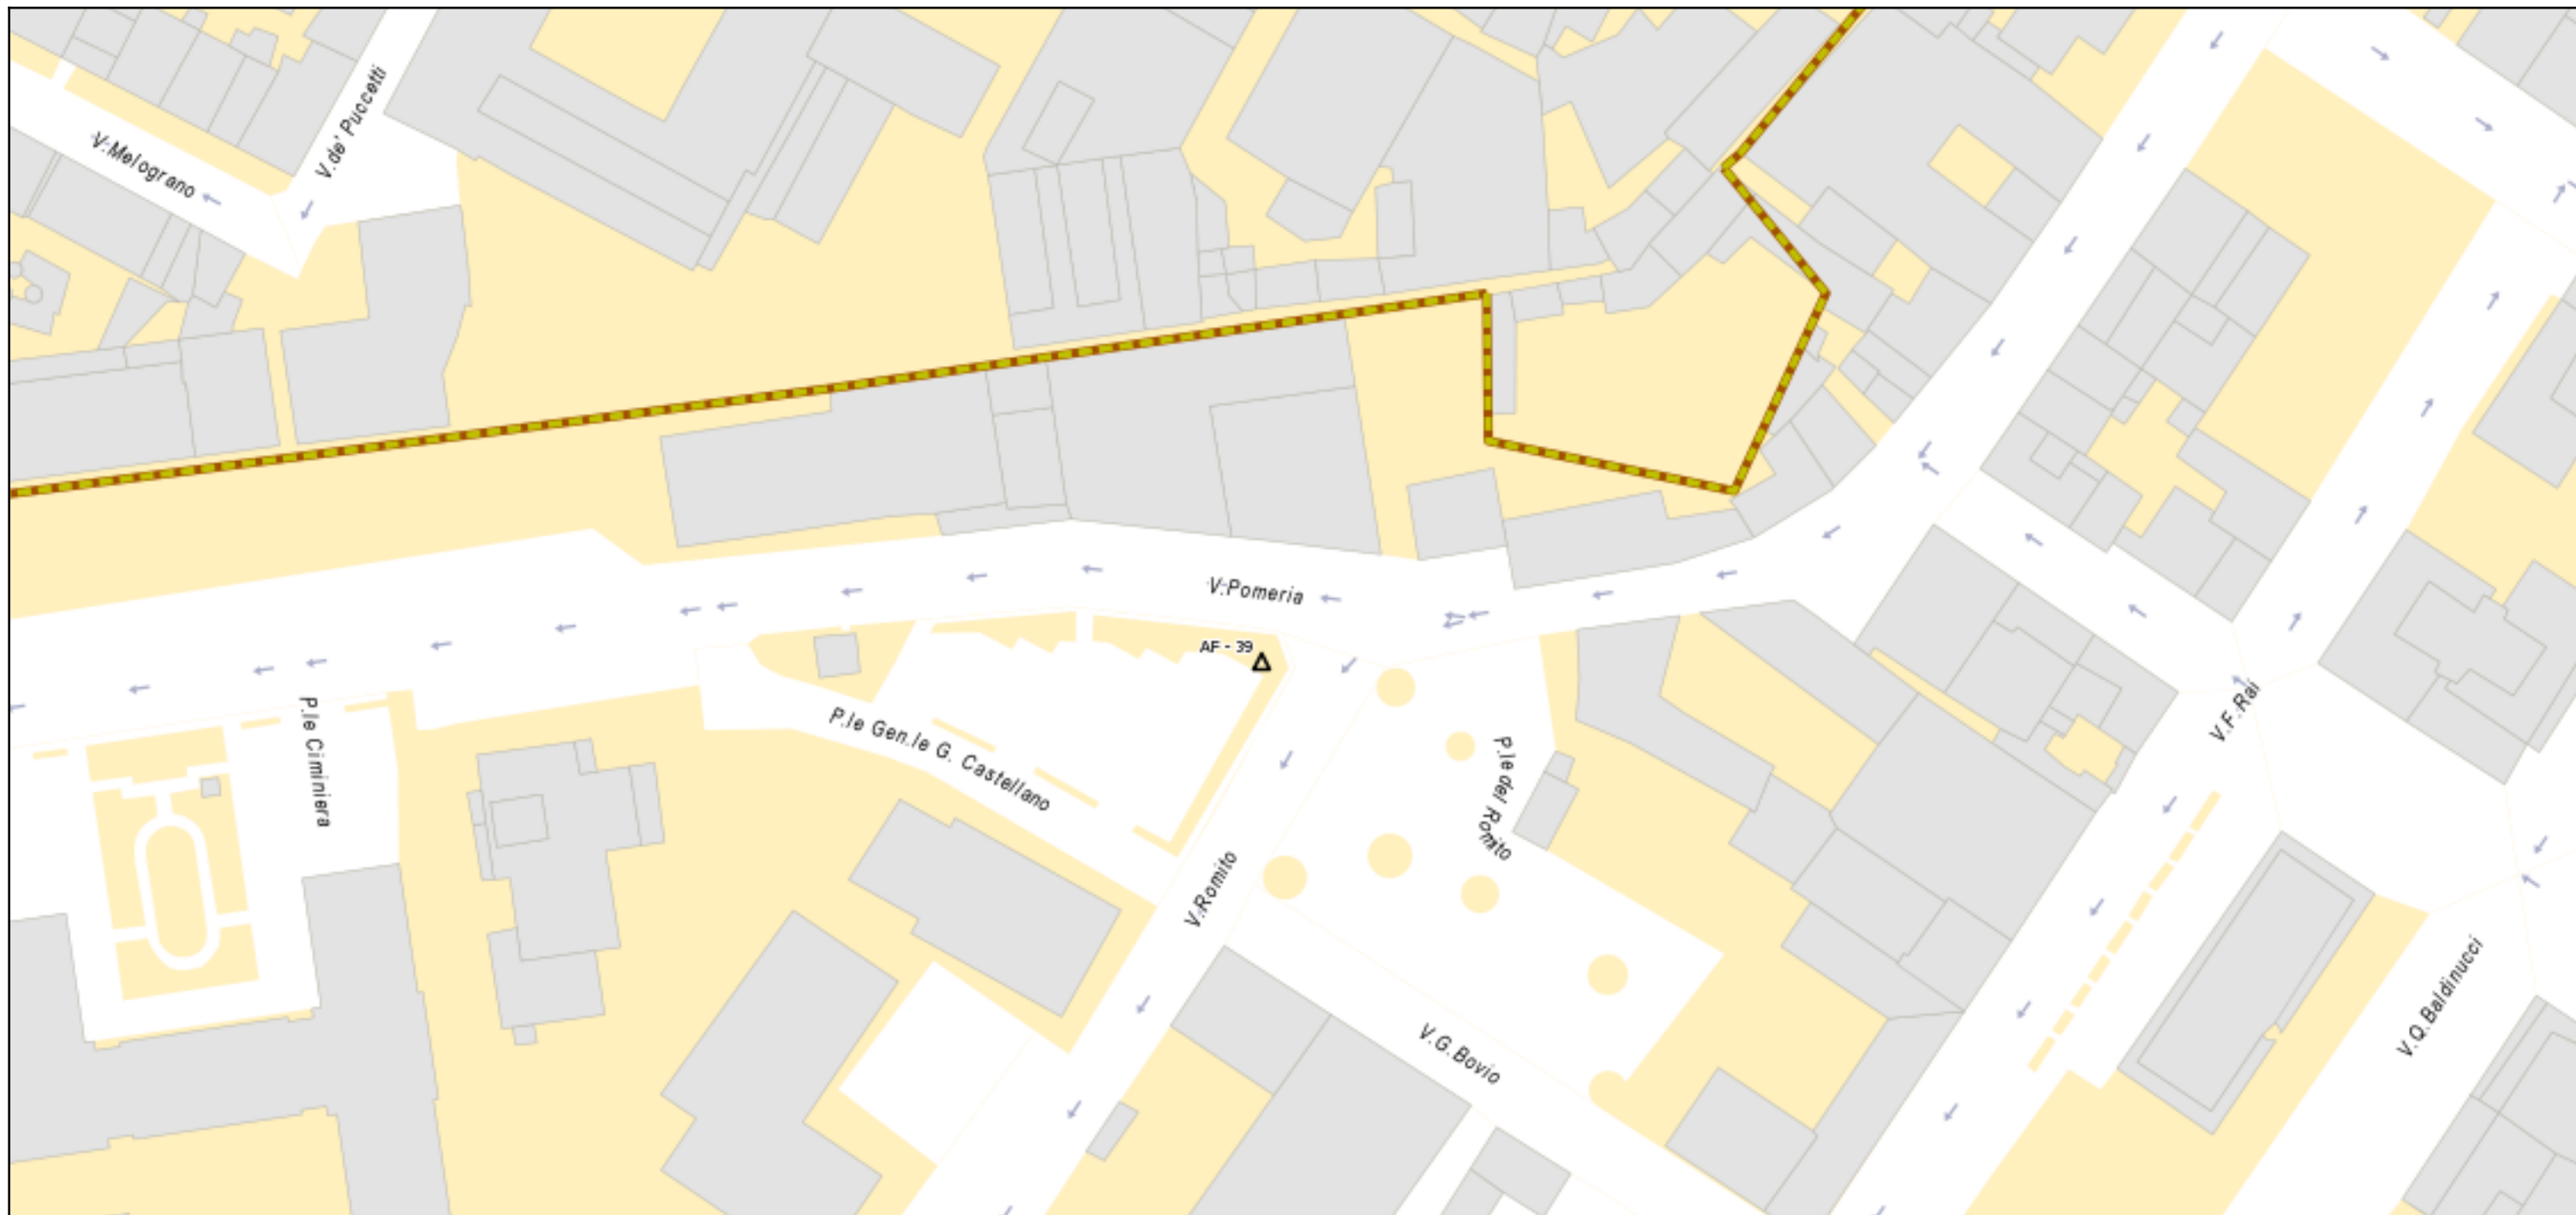 V.de' Puccetti
V.Melograno
V.Pomeria
AF - 39
P.le Ciminiera
P.le Gen.le G. Castellano
P.le del Romito
V.F.Rai
V.Romito
V.G.Bovio
V.Q.Baldinucci